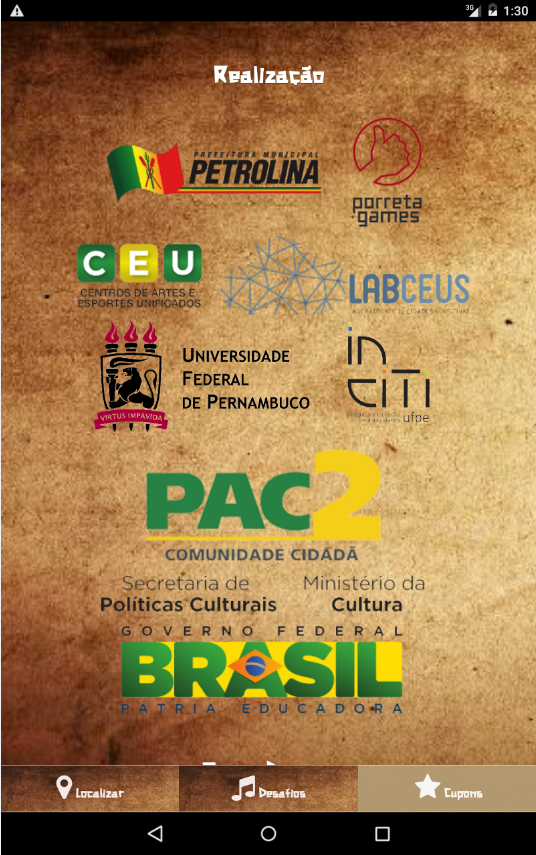 3G 1:30
Realização
PREFEITURA MUNICIPAL
PETROLINA
porreta
games
CEU
CENTROS DE ARTES E
ESPORTES UNIFICADOS
LABCEUS
UNIVERSIDADE
FEDERAL
DE PERNAMBUCO
VIRTUS IMPAVIDA
in
citi
ufpe
PAC2
COMUNIDADE CIDADÃ
Secretaria de
Políticas Culturais
Ministério da
Cultura
GOVERNO FEDERAL
BRASIL
PATRIA EDUCADORA
Localizar
Desafios
Cupons